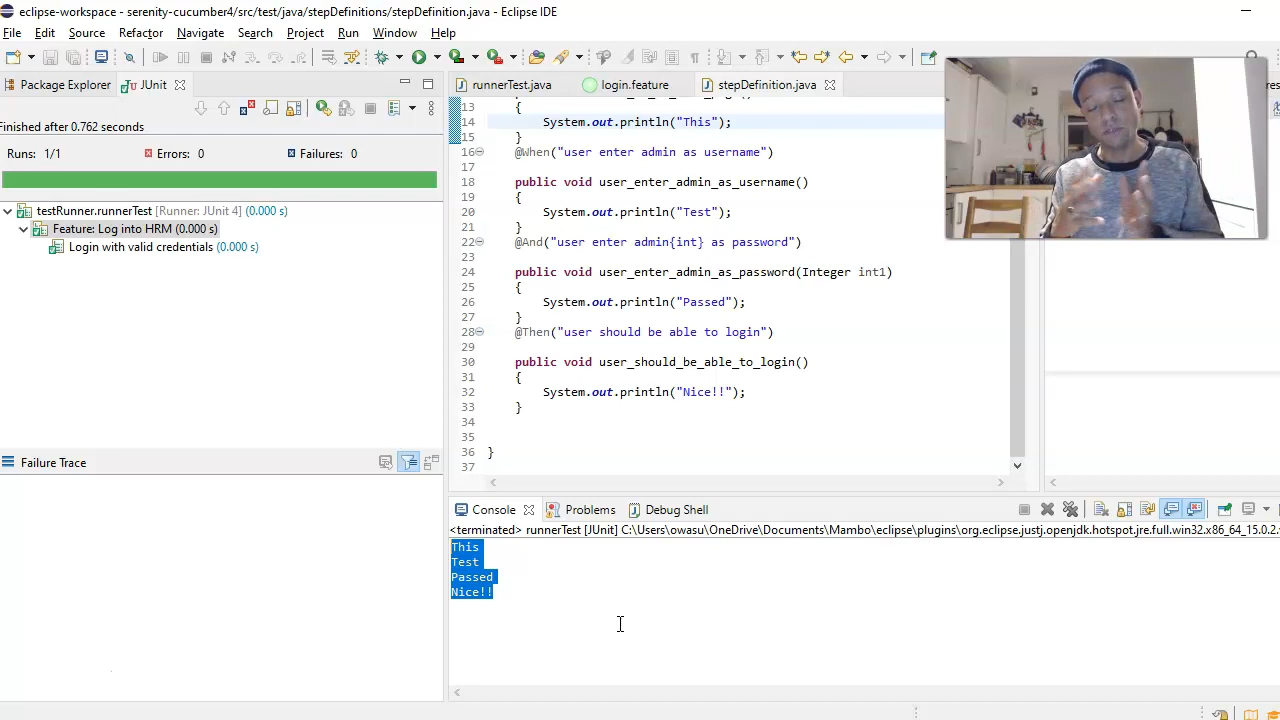 eclipse-workspace - serenity-cucumber4/src/test/java/stepDefinitions/stepDefinition.java - Eclipse IDE
File Edit Source Refactor Navigate Search Project Run Window Help
Package Explorer JUnit
runnerTest.java login.feature stepDefinition.java
Finished after 0.762 seconds
Runs: 1/1 Errors: 0 Failures: 0
testRunner.runnerTest [Runner: JUnit 4] (0.000 s)
Feature: Log into HRM (0.000 s)
Login with valid credentials (0.000 s)
Failure Trace
13 {
14 System.out.println("This");
15 }
16 @When("user enter admin as username")
17
18 public void user_enter_admin_as_username()
19 {
20 System.out.println("Test");
21 }
22 @And("user enter admin{int} as password")
23
24 public void user_enter_admin_as_password(Integer int1)
25 {
26 System.out.println("Passed");
27 }
28 @Then("user should be able to login")
29
30 public void user_should_be_able_to_login()
31 {
32 System.out.println("Nice!!");
33 }
34
35
36 }
37
Console Problems Debug Shell
<terminated> runnerTest [JUnit] C:\Users\owasu\OneDrive\Documents\Mambo\eclipse\plugins\org.eclipse.justj.openjdk.hotspot.jre.full.win32.x86_64_15.0.2.
This
Test
Passed
Nice!!